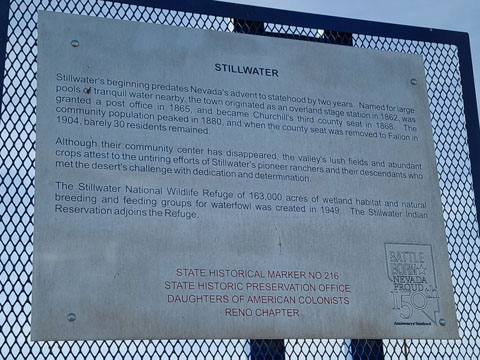 STILLWATER
Stillwater's beginning predates Nevada's advent to statehood by two years. Named for large
pools of tranquil water nearby, the town originated as an overland stage station in 1862, was
granted a post office in 1865, and became Churchill's third county seat in 1868. The
community population peaked in 1880, and when the county seat was removed to Fallon in
1904, barely 30 residents remained.
Although their community center has disappeared, the valley's lush fields and abundant
crops attest to the untiring efforts of Stillwater's pioneer ranchers and their descendants who
met the desert's challenge with dedication and determination.
The Stillwater National Wildlife Refuge of 163,000 acres of wetland habitat and natural
breeding and feeding groups for waterfowl was created in 1949. The Stillwater Indian
Reservation adjoins the Refuge.
STATE HISTORICAL MARKER NO 216
STATE HISTORIC PRESERVATION OFFICE
DAUGHTERS OF AMERICAN COLONISTS
RENO CHAPTER
BATTLE
BORN
NEVADA
PROUD
150
Anniversary of Statehood